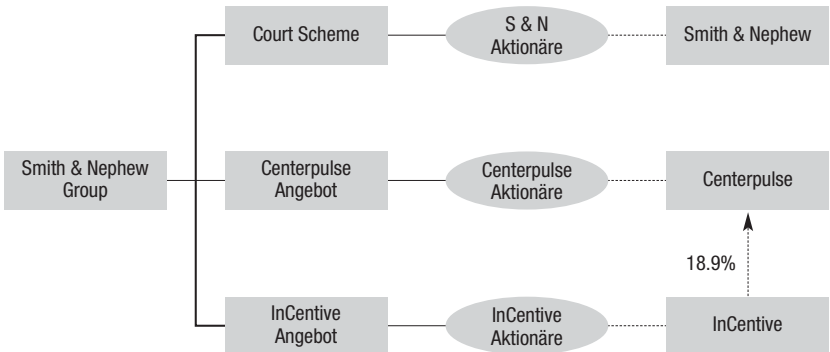 Court Scheme
S & N
Aktionäre
Smith & Nephew
Smith & Nephew
Group
Centerpulse
Angebot
Centerpulse
Aktionäre
Centerpulse
18.9%
InCentive
Angebot
InCentive
Aktionäre
InCentive